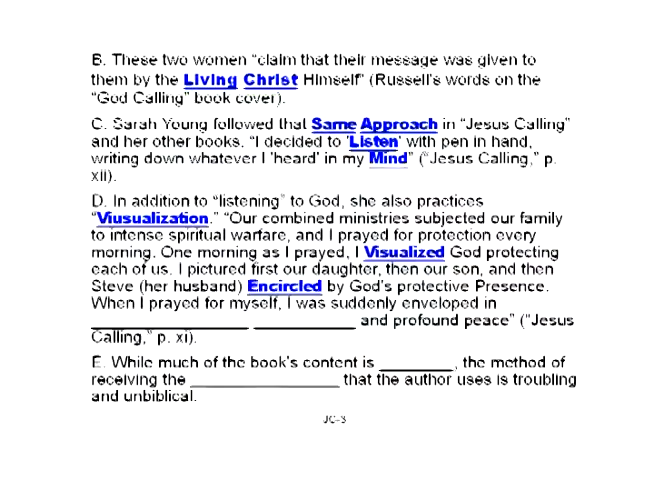 B. These two women “claim that their message was given to
them by the Living Christ Himself” (Russell’s words on the
“God Calling” book cover).
C. Sarah Young followed that Same Approach in “Jesus Calling”
and her other books. “I decided to ‘Listen’ with pen in hand,
writing down whatever I ‘heard’ in my Mind” (“Jesus Calling,” p.
xii).
D. In addition to “listening” to God, she also practices
“Viusualization.” “Our combined ministries subjected our family
to intense spiritual warfare, and I prayed for protection every
morning. One morning as I prayed, I Visualized God protecting
each of us. I pictured first our daughter, then our son, and then
Steve (her husband) Encircled by God’s protective Presence.
When I prayed for myself, I was suddenly enveloped in
_________________ ___________ and profound peace” (“Jesus
Calling,” p. xi).
E. While much of the book’s content is ________, the method of
receiving the ________________ that the author uses is troubling
and unbiblical.
JC-3